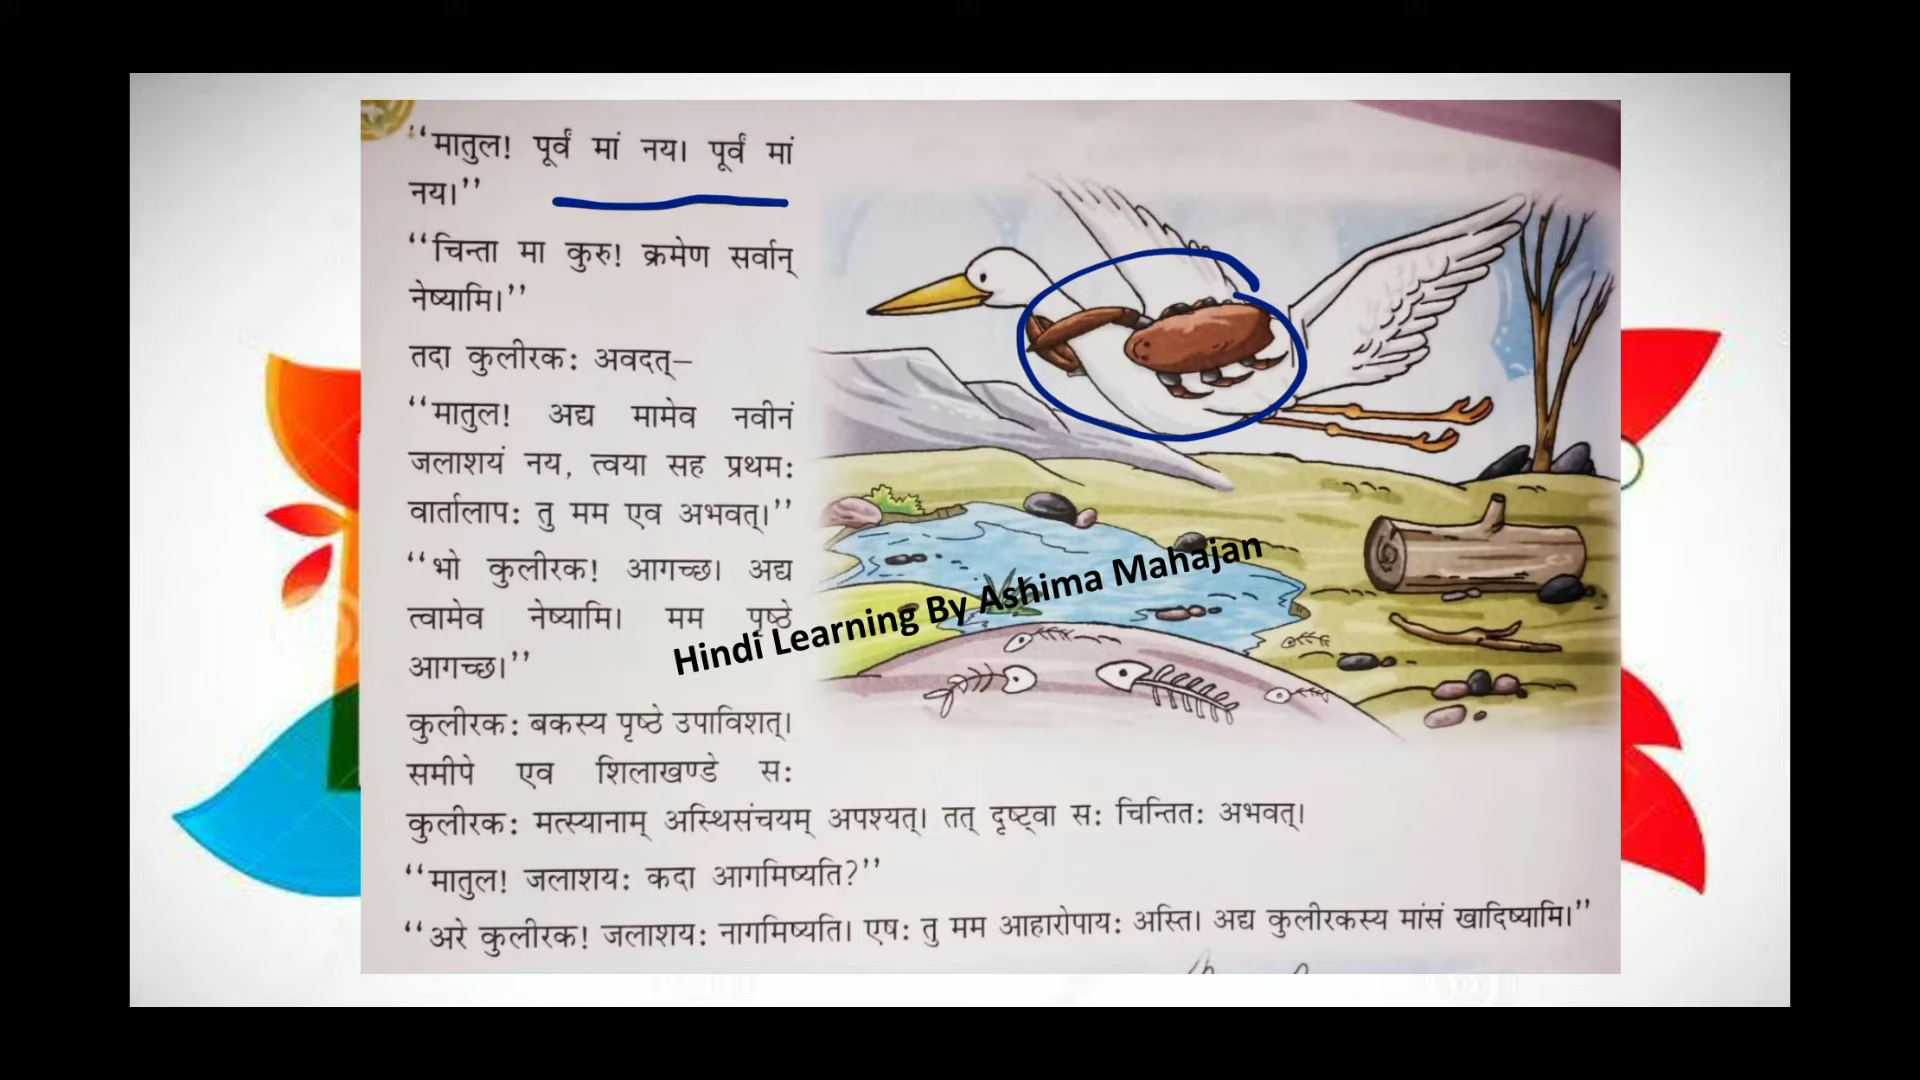 “मातुल! पूर्वं मां नय। पूर्वं मां
नय।”
“चिन्ता मा कुरु! क्रमेण सर्वान्
नेष्यामि।”
तदा कुलीरकः अवदत्–
“मातुल! अद्य मामेव नवीनं
जलाशयं नय, त्वया सह प्रथमः
वार्तालापः तु मम एव अभवत्।”
“भो कुलीरक! आगच्छ। अद्य
त्वामेव नेष्यामि। मम पृष्ठे
आगच्छ।”
कुलीरकः बकस्य पृष्ठे उपाविशत्।
समीपे एव शिलाखण्डे सः
कुलीरकः मत्स्यानाम् अस्थिसंचयम् अपश्यत्। तत् दृष्ट्वा सः चिन्तितः अभवत्।
“मातुल! जलाशयः कदा आगमिष्यति?”
“अरे कुलीरक! जलाशयः नागमिष्यति। एषः तु मम आहारोपायः अस्ति। अद्य कुलीरकस्य मांसं खादिष्यामि।”
Hindi Learning By Ashima Mahajan